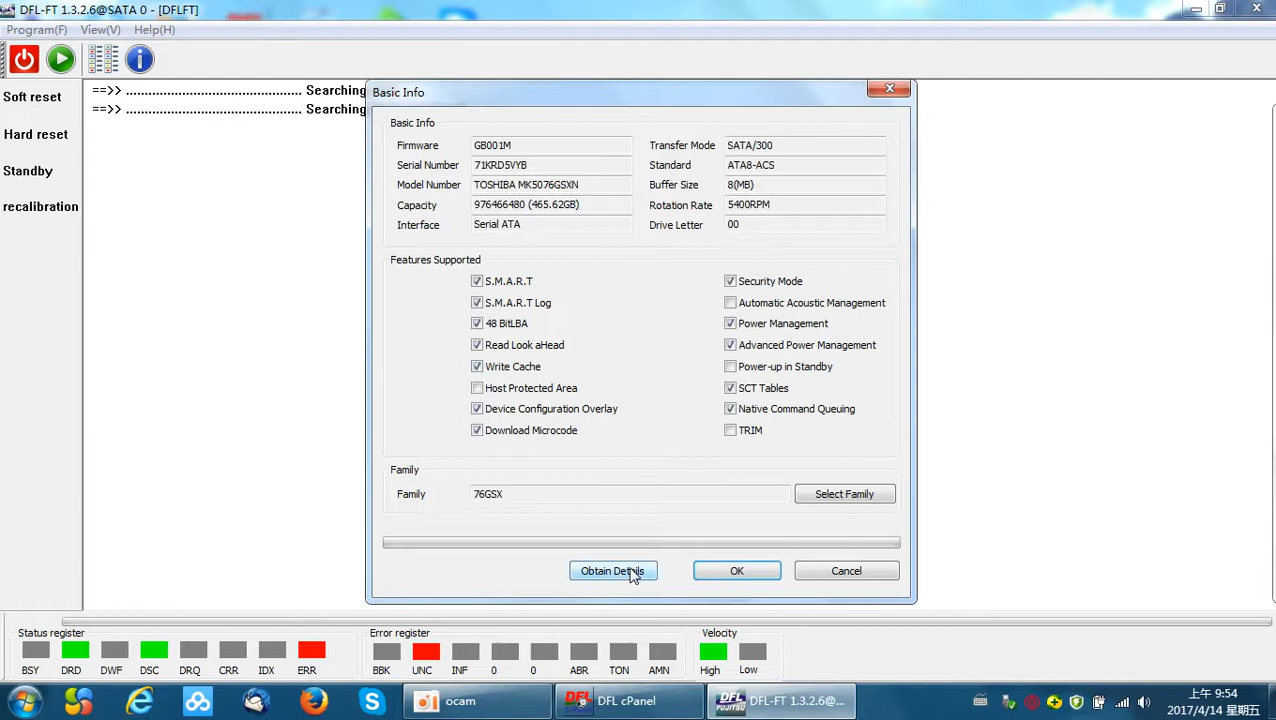 DFL-FT 1.3.2.6@SATA 0 - [DFLFT]
Program(F) View(V) Help(H)
Soft reset
Hard reset
Standby
recalibration
==>> ........................................ Searching
==>> ........................................ Searching
Basic Info
Basic Info
Firmware GB001M Transfer Mode SATA/300
Serial Number 71KRD5VYB Standard ATA8-ACS
Model Number TOSHIBA MK5076GSXN Buffer Size 8(MB)
Capacity 976466480 (465.62GB) Rotation Rate 5400RPM
Interface Serial ATA Drive Letter 00
Features Supported
S.M.A.R.T Security Mode
S.M.A.R.T Log Automatic Acoustic Management
48 BitLBA Power Management
Read Look aHead Advanced Power Management
Write Cache Power-up in Standby
Host Protected Area SCT Tables
Device Configuration Overlay Native Command Queuing
Download Microcode TRIM
Family
Family 76GSX Select Family
Obtain Details OK Cancel
Status register Error register Velocity
BSY DRD DWF DSC DRQ CRR IDX ERR BBK UNC INF 0 0 ABR TON AMN High Low
ocam DFL cPanel DFL-FT 1.3.2.6@...
上午 9:54
2017/4/14 星期五